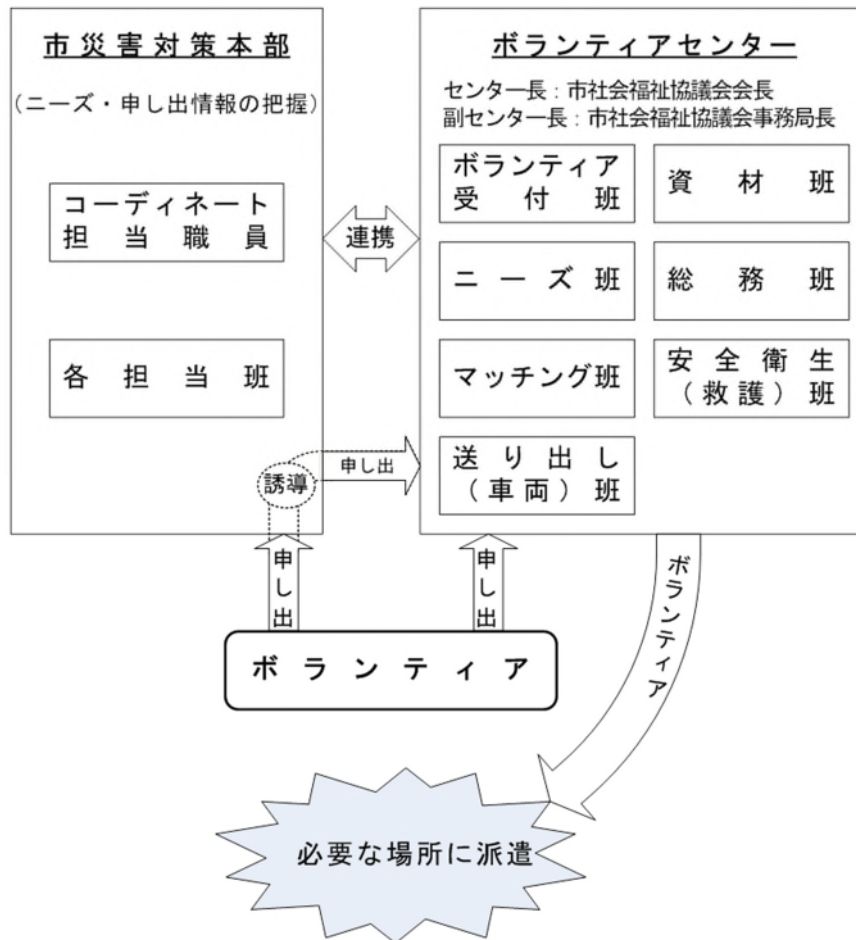 市災害対策本部
（ニーズ・申し出情報の把握）
コーディネート
担当職員
各担当班
誘導
連携
申し出
ボランティアセンター
センター長：市社会福祉協議会会長
副センター長：市社会福祉協議会事務局長
ボランティア
受付班
資材班
ニーズ班
総務班
マッチング班
安全衛生
（救護）班
送り出し
（車両）班
申し出
申し出
ボランティア
ボランティア
必要な場所に派遣